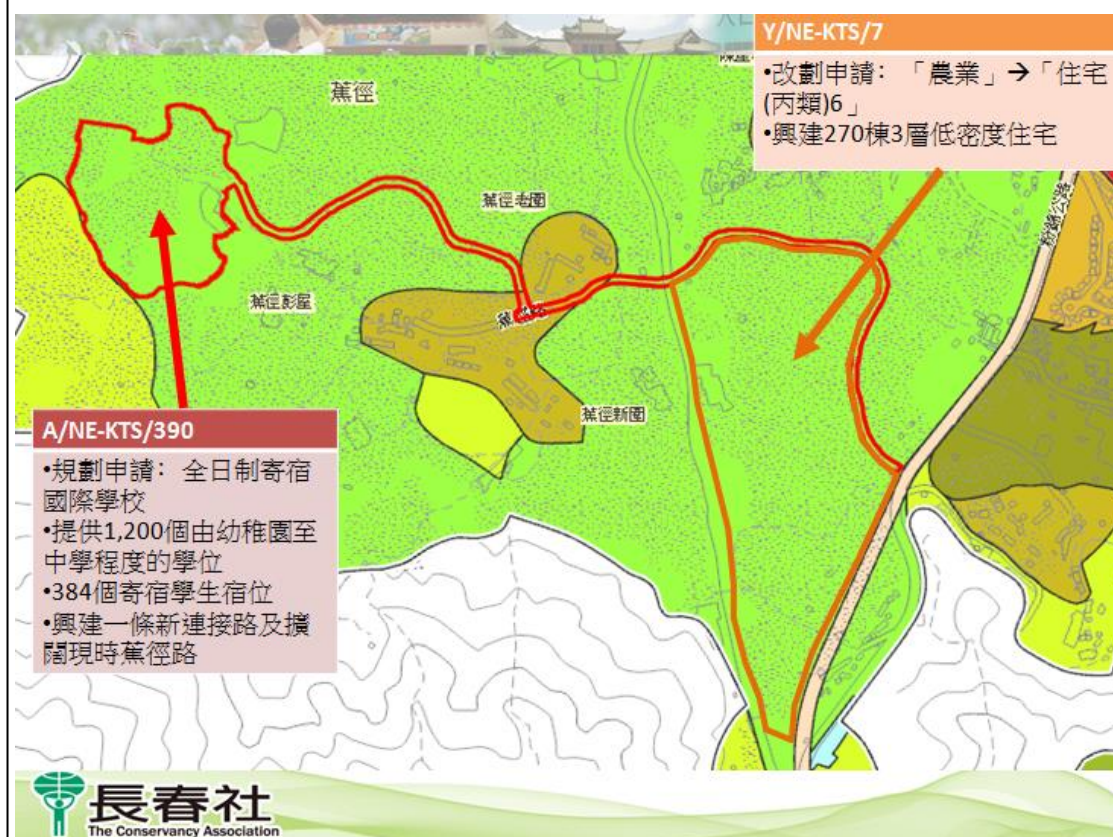 Y/NE-KTS/7
•改劃申請：「農業」→「住宅
(丙類)6」
•興建270棟3層低密度住宅
蕉徑
蕉徑老圍
粉錦公路
蕉徑彭屋
蕉徑新圍
A/NE-KTS/390
•規劃申請： 全日制寄宿
國際學校
•提供1,200個由幼稚園至
中學程度的學位
•384個寄宿學生宿位
•興建一條新連接路及擴
闊現時蕉徑路
長春社
The Conservancy Association